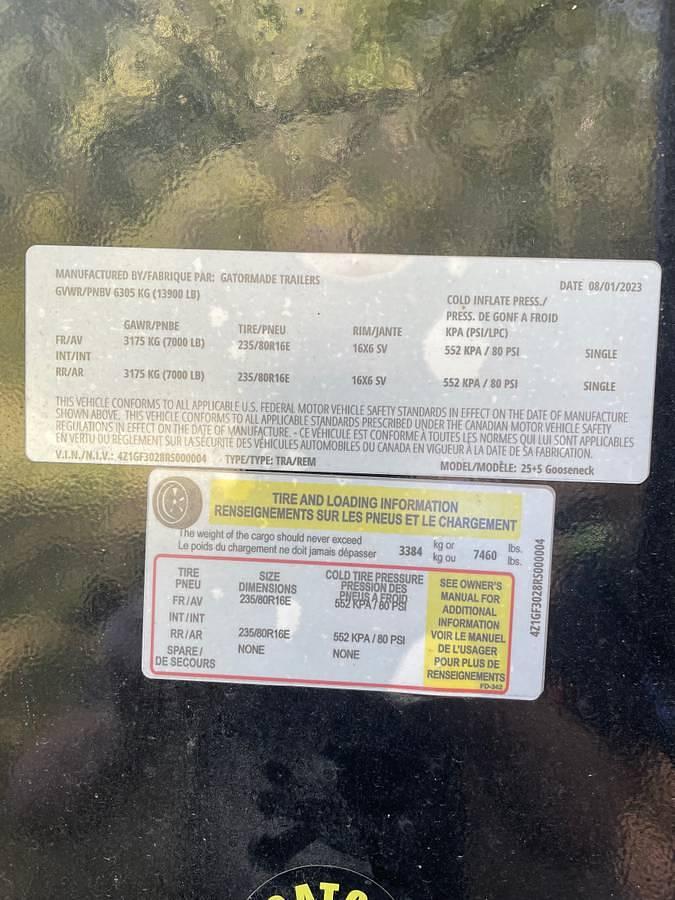 MANUFACTURED BY/FABRIQUE PAR: GATORMADE TRAILERS DATE 08/01/2023
GVWR/PNBV 6305 KG (13900 LB)
COLD INFLATE PRESS./
PRESS. DE GONF A FROID
GAWR/PNBE TIRE/PNEU RIM/JANTE KPA (PSI/LPC)
FR/AV 3175 KG (7000 LB) 235/80R16E 16X6 SV 552 KPA / 80 PSI SINGLE
INT/INT
RR/AR 3175 KG (7000 LB) 235/80R16E 16X6 SV 552 KPA / 80 PSI SINGLE
THIS VEHICLE CONFORMS TO ALL APPLICABLE U.S. FEDERAL MOTOR VEHICLE SAFETY STANDARDS IN EFFECT ON THE DATE OF MANUFACTURE
SHOWN ABOVE. THIS VEHICLE CONFORMS TO ALL APPLICABLE STANDARDS PRESCRIBED UNDER THE CANADIAN MOTOR VEHICLE SAFETY
REGULATIONS IN EFFECT ON THE DATE OF MANUFACTURE. - CE VÉHICULE EST CONFORME À TOUTES LES NORMES QUI LUI SONT APPLICABLES
EN VERTU DU RÈGLEMENT SUR LA SÉCURITÉ DES VÉHICULES AUTOMOBILES DU CANADA EN VIGUEUR À LA DATE DE SA FABRICATION.
V.I.N./N.I.V.: 4Z1GF3028RS000004 TYPE/TYPE: TRA/REM MODEL/MODÈLE: 25+5 Gooseneck
TIRE AND LOADING INFORMATION
RENSEIGNEMENTS SUR LES PNEUS ET LE CHARGEMENT
The weight of the cargo should never exceed 3384 kg or 7460 lbs.
Le poids du chargement ne doit jamais dépasser kg ou lbs.
TIRE SIZE COLD TIRE PRESSURE
PNEU DIMENSIONS PRESSION DES
PNEUS A FROID
FR/AV 235/80R16E 552 KPA / 80 PSI
INT/INT
RR/AR 235/80R16E 552 KPA / 80 PSI
SPARE/ NONE NONE
DE SECOURS
SEE OWNER'S
MANUAL FOR
ADDITIONAL
INFORMATION
VOIR LE MANUEL
DE L'USAGER
POUR PLUS DE
RENSEIGNEMENTS
FD-342
4Z1GF3028RS000004